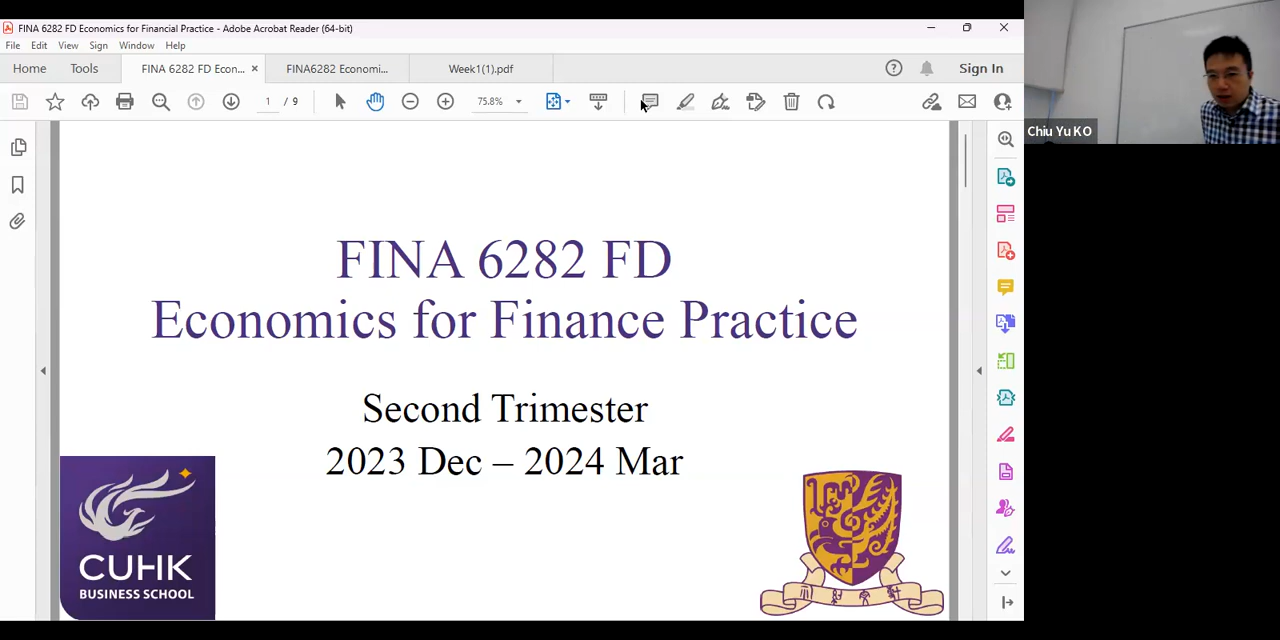 FINA 6282 FD Economics for Financial Practice - Adobe Acrobat Reader (64-bit)
File Edit View Sign Window Help
Home Tools FINA 6282 FD Econ... × FINA6282 Economi... Week1(1).pdf Sign In
1 / 9 75.8%
Chiu Yu KO
FINA 6282 FD
Economics for Finance Practice
Second Trimester
2023 Dec – 2024 Mar
CUHK
BUSINESS SCHOOL